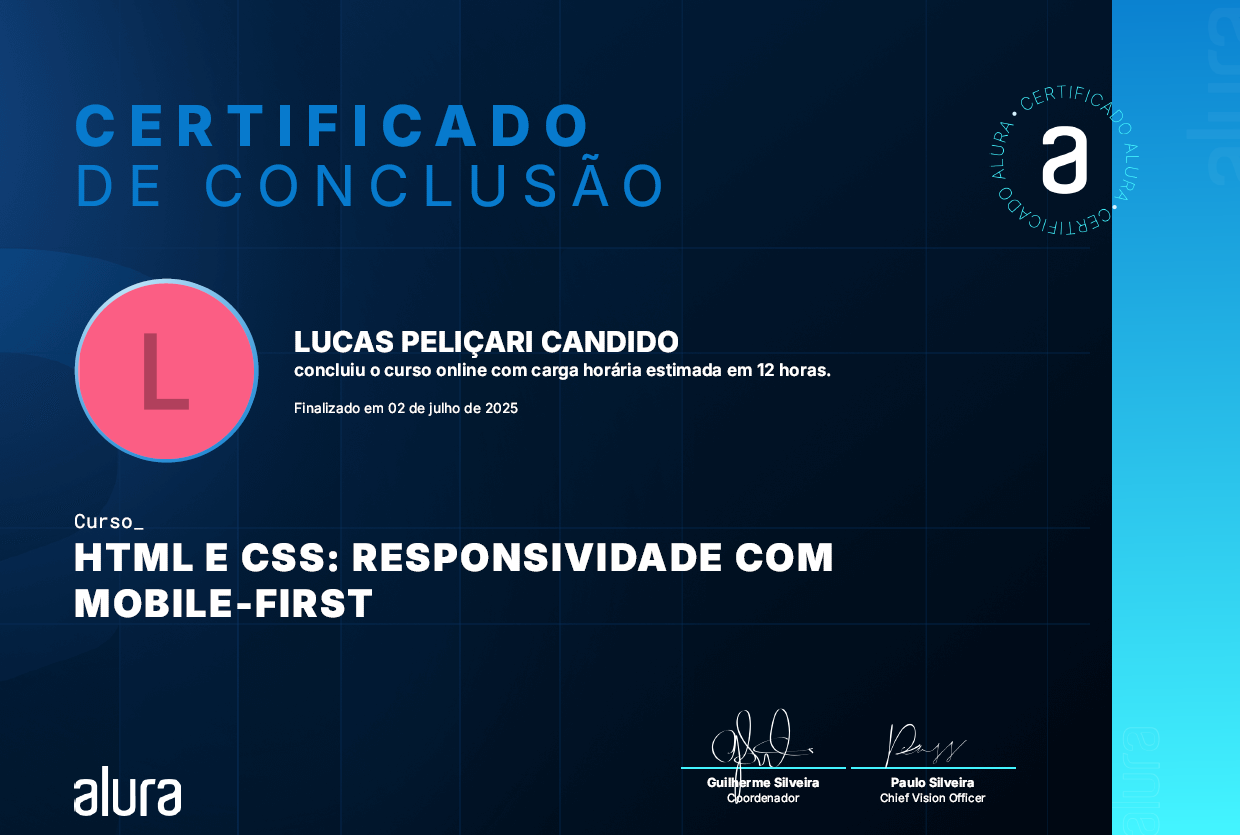 CERTIFICADO
DE CONCLUSÃO
CERTIFICADO ALURA • CERTIFICADO ALURA •
a
L
LUCAS PELIÇARI CANDIDO
concluiu o curso online com carga horária estimada em 12 horas.
Finalizado em 02 de julho de 2025
Curso_
HTML E CSS: RESPONSIVIDADE COM
MOBILE-FIRST
Guilherme Silveira
Coordenador
Paulo Silveira
Chief Vision Officer
alura
alura
alura